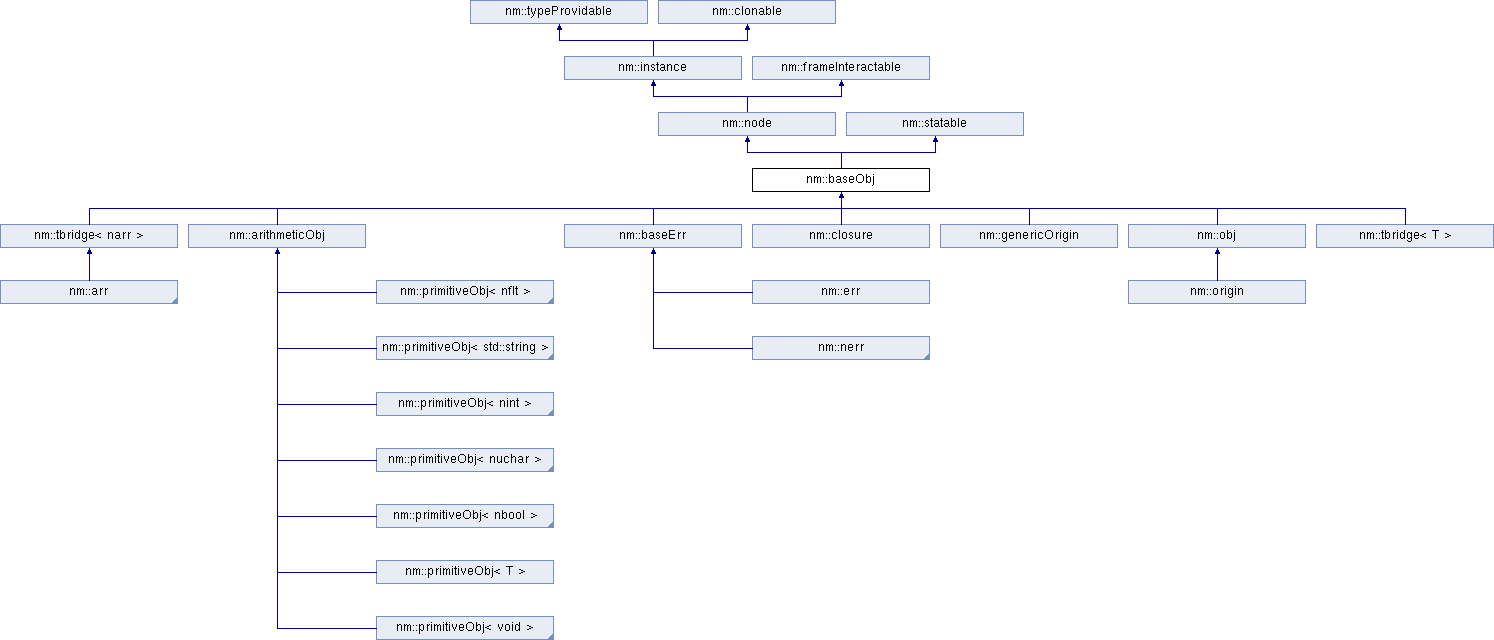 nm::typeProvidable
nm::clonable
nm::instance
nm::frameInteractable
nm::node
nm::statable
nm::baseObj
nm::tbridge< narr >
nm::arithmeticObj
nm::baseErr
nm::closure
nm::genericOrigin
nm::obj
nm::tbridge< T >
nm::arr
nm::primitiveObj< nflt >
nm::err
nm::origin
nm::primitiveObj< std::string >
nm::nerr
nm::primitiveObj< nint >
nm::primitiveObj< nuchar >
nm::primitiveObj< nbool >
nm::primitiveObj< T >
nm::primitiveObj< void >